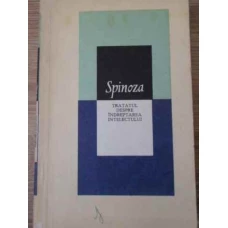 Spinoza
TRATATUL
DESPRE
ÎNDREPTAREA
INTELECTULUI